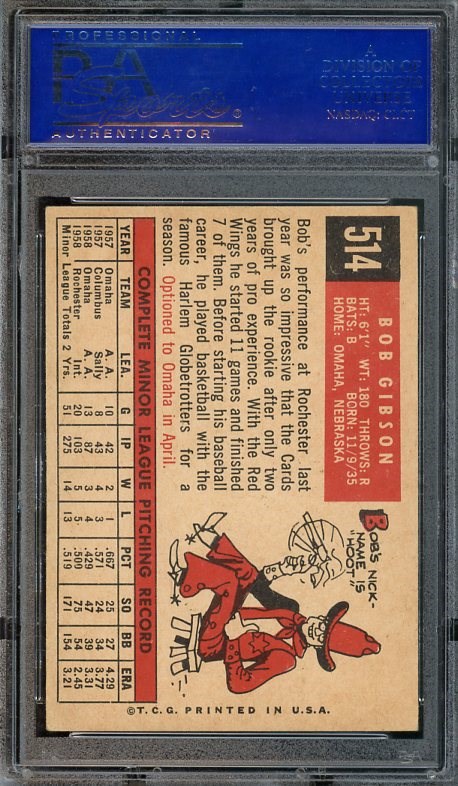 PROFESSIONAL
PSA
Sports
AUTHENTICATOR
A
DIVISION OF
COLLECTORS
UNIVERSE
NASDAQ: CLCT
514
BOB GIBSON
HT: 6'1" WT: 180 THROWS: R
BATS: B BORN: 11/9/35
HOME: OMAHA, NEBRASKA
Bob's performance at Rochester last
year was so impressive that the Cards
brought up the rookie after only two
years of pro experience. With the Red
Wings he started 11 games and finished
7 of them. Before starting his baseball
career, he played basketball with the
famous Harlem Globetrotters for a
season. Optioned to Omaha in April.
BOB'S NICK-
NAME IS
"HOOT"
COMPLETE MINOR LEAGUE PITCHING RECORD
YEAR TEAM LEA. G IP W L PCT SO BB ERA
1957 Omaha A. A. 10 42 2 1 .667 25 27 4.29
1957 Columbus Sally 8 43 4 3 .571 24 34 3.77
1958 Omaha A. A. 13 87 3 4 .429 47 39 3.31
1958 Rochester Int. 20 103 5 5 .500 75 54 2.45
Minor League Totals 2 Yrs. 51 275 14 13 .519 171 154 3.21
©T.C.G. PRINTED IN U.S.A.